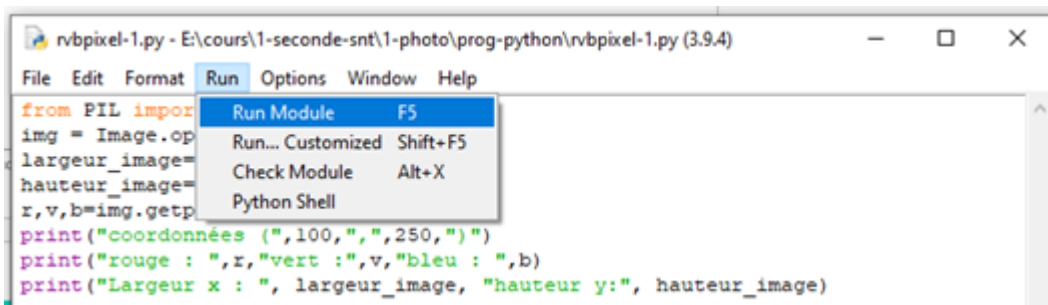 rvbpixel-1.py - E:\cours\1-seconde-snt\1-photo\prog-python\rvbpixel-1.py (3.9.4)
File Edit Format Run Options Window Help
from PIL impor
Run Module F5
img = Image.op
Run... Customized Shift+F5
largeur_image=
Check Module Alt+X
hauteur_image=
Python Shell
r,v,b=img.getp
print("coordonnées (",100,",",250,")")
print("rouge : ",r,"vert :",v,"bleu : ",b)
print("Largeur x : ", largeur_image, "hauteur y:", hauteur_image)